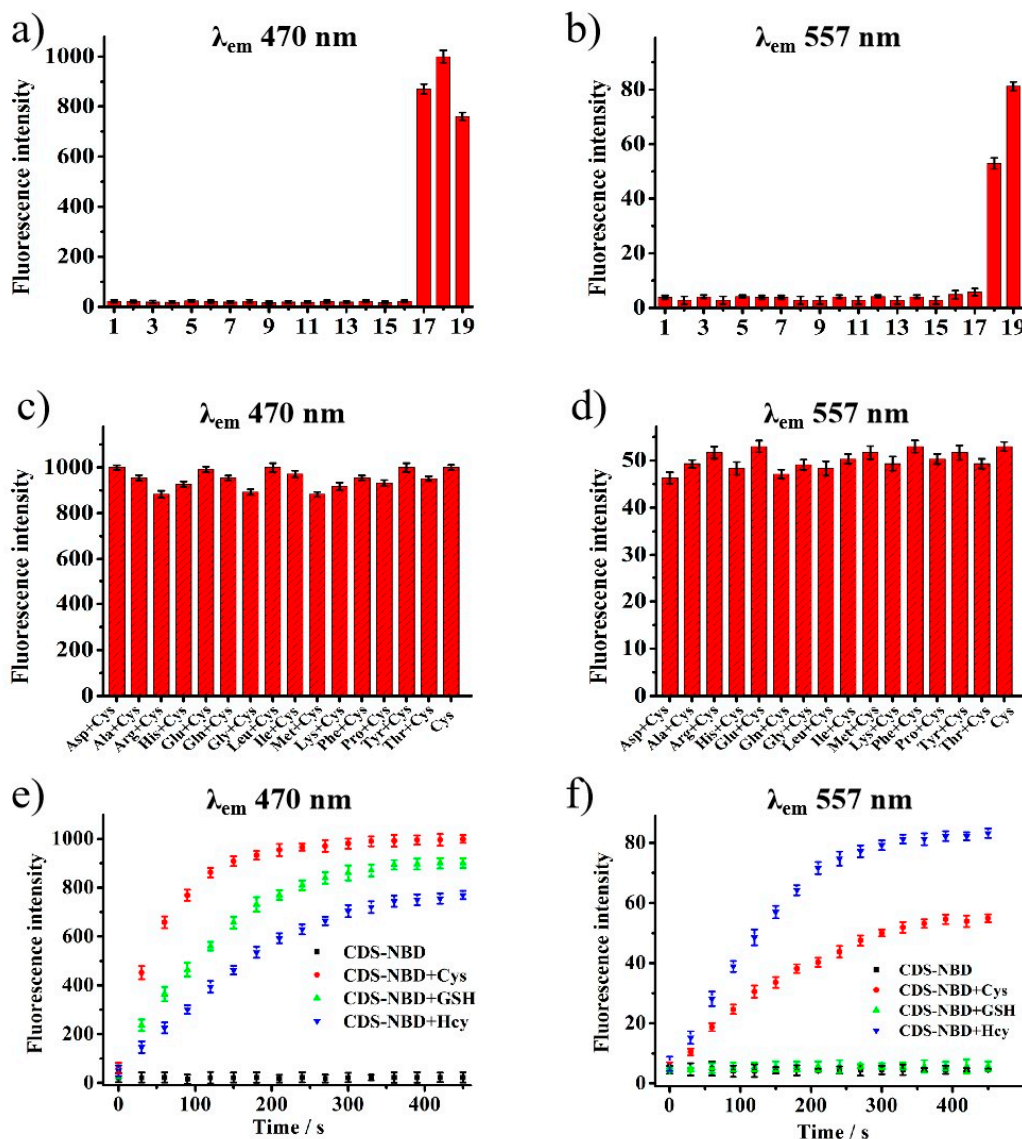 a)
λem 470 nm
Fluorescence intensity
1000
800
600
400
200
0
1 3 5 7 9 11 13 15 17 19
b)
λem 557 nm
Fluorescence intensity
80
60
40
20
0
1 3 5 7 9 11 13 15 17 19
c)
λem 470 nm
Fluorescence intensity
1000
800
600
400
200
0
Asp+Cys
Ala+Cys
Arg+Cys
His+Cys
Glu+Cys
Gln+Cys
Gly+Cys
Leu+Cys
Ile+Cys
Met+Cys
Lys+Cys
Phe+Cys
Pro+Cys
Tyr+Cys
Thr+Cys
Cys
d)
λem 557 nm
Fluorescence intensity
50
40
30
20
10
0
Asp+Cys
Ala+Cys
Arg+Cys
His+Cys
Glu+Cys
Gln+Cys
Gly+Cys
Leu+Cys
Ile+Cys
Met+Cys
Lys+Cys
Phe+Cys
Pro+Cys
Tyr+Cys
Thr+Cys
Cys
e)
λem 470 nm
Fluorescence intensity
1000
800
600
400
200
0
CDS-NBD
CDS-NBD+Cys
CDS-NBD+GSH
CDS-NBD+Hcy
0 100 200 300 400
Time / s
f)
λem 557 nm
Fluorescence intensity
80
60
40
20
0
CDS-NBD
CDS-NBD+Cys
CDS-NBD+GSH
CDS-NBD+Hcy
0 100 200 300 400
Time / s